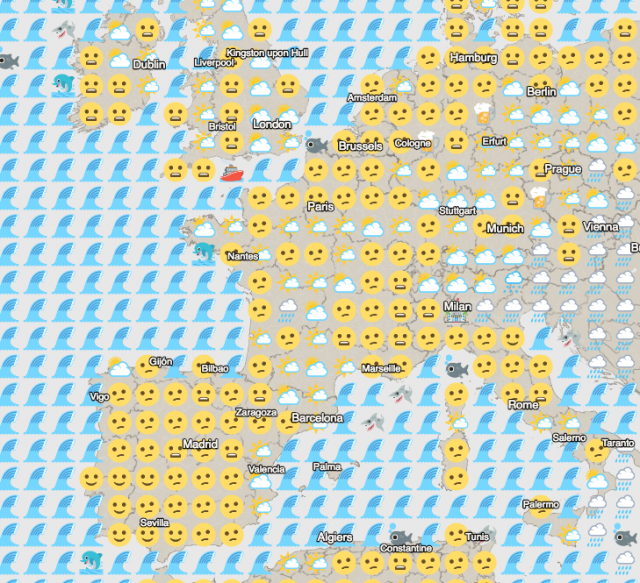 Kingston upon Hull
Dublin
Liverpool
Hamburg
Berlin
Amsterdam
Bristol
London
Brussels
Cologne
Erfurt
Prague
Paris
Stuttgart
Munich
Vienna
Nantes
Milan
Gijón
Bilbao
Marseille
Vigo
Zaragoza
Barcelona
Rome
Madrid
Salerno
Taranto
Valencia
Palma
Palermo
Sevilla
Algiers
Tunis
Constantine